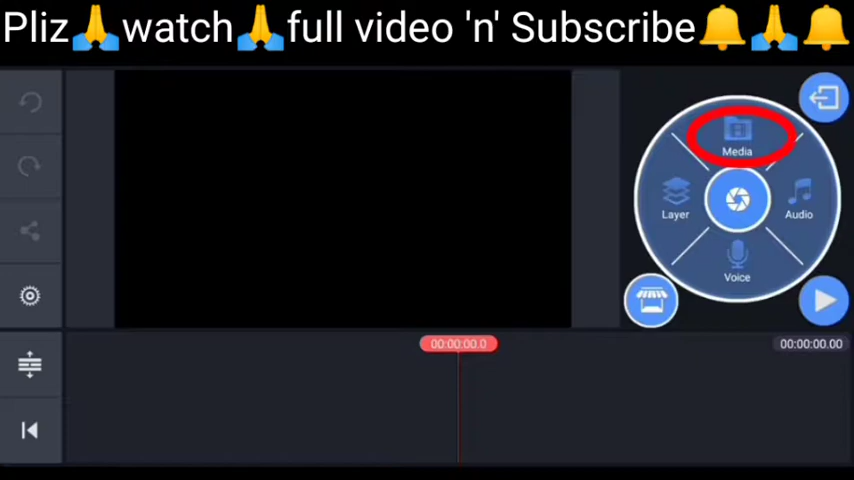 Pliz🙏watch🙏full video 'n' Subscribe🔔🙏🔔
Media
Layer
Audio
Voice
00:00:00.0
00:00:00.00